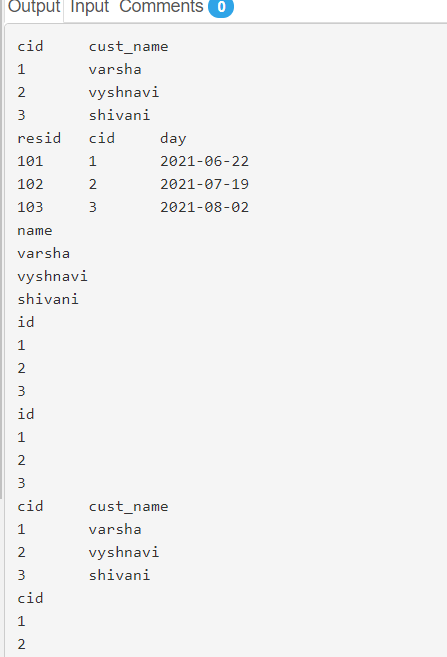 Output Input Comments 0
cid cust_name
1 varsha
2 vyshnavi
3 shivani
resid cid day
101 1 2021-06-22
102 2 2021-07-19
103 3 2021-08-02
name
varsha
vyshnavi
shivani
id
1
2
3
id
1
2
3
cid cust_name
1 varsha
2 vyshnavi
3 shivani
cid
1
2